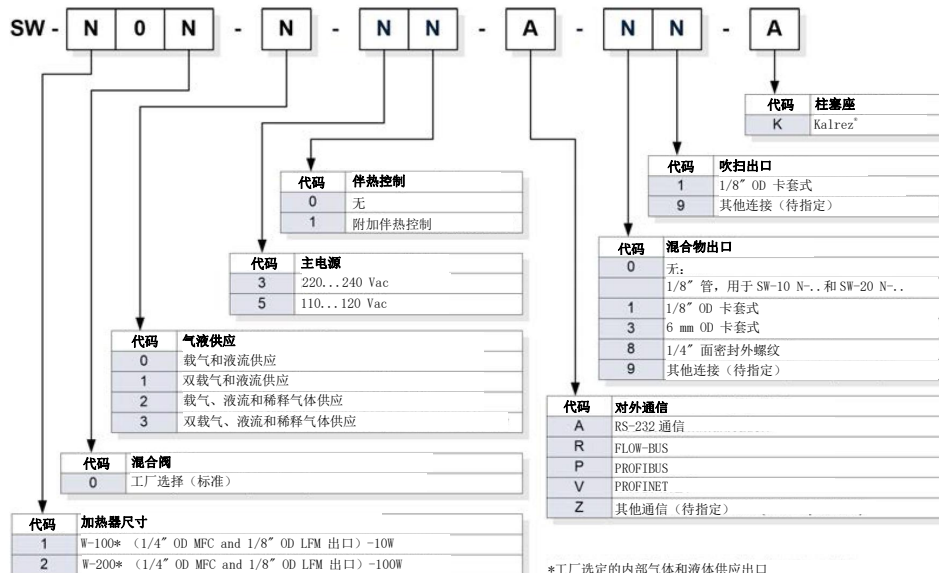 SW - N 0 N - N - N N - A - N N - A
代码 柱塞座
K Kalrez®
代码 吹扫出口
1 1/8″ OD 卡套式
9 其他连接（待指定）
代码 伴热控制
0 无
1 附加伴热控制
代码 混合物出口
0 无：
1/8″ 管，用于 SW-10 N-..和 SW-20 N-..
1 1/8″ OD 卡套式
3 6 mm OD 卡套式
8 1/4″ 面密封外螺纹
9 其他连接（待指定）
代码 主电源
3 220...240 Vac
5 110...120 Vac
代码 气液供应
0 载气和液流供应
1 双载气和液流供应
2 载气、液流和稀释气体供应
3 双载气、液流和稀释气体供应
代码 对外通信
A RS-232 通信
R FLOW-BUS
P PROFIBUS
V PROFINET
Z 其他通信（待指定）
代码 混合阀
0 工厂选择（标准）
代码 加热器尺寸
1 W-100* （1/4″ OD MFC and 1/8″ OD LFM 出口）-10W
2 W-200* （1/4″ OD MFC and 1/8″ OD LFM 出口）-100W
*工厂选定的内部气体和液体供应出口